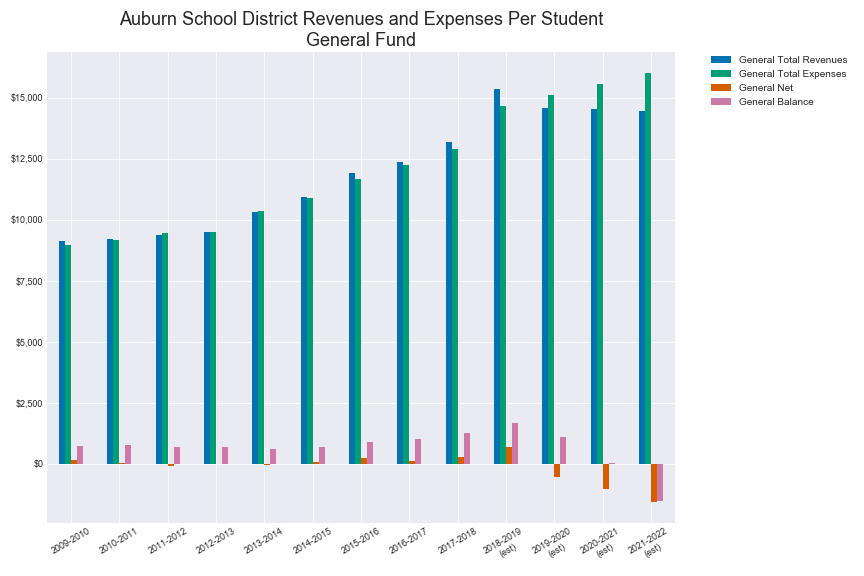 Auburn School District Revenues and Expenses Per Student
General Fund
General Total Revenues
General Total Expenses
General Net
General Balance
$15,000
$12,500
$10,000
$7,500
$5,000
$2,500
$0
2009-2010
2010-2011
2011-2012
2012-2013
2013-2014
2014-2015
2015-2016
2016-2017
2017-2018
2018-2019
(est)
2019-2020
(est)
2020-2021
(est)
2021-2022
(est)